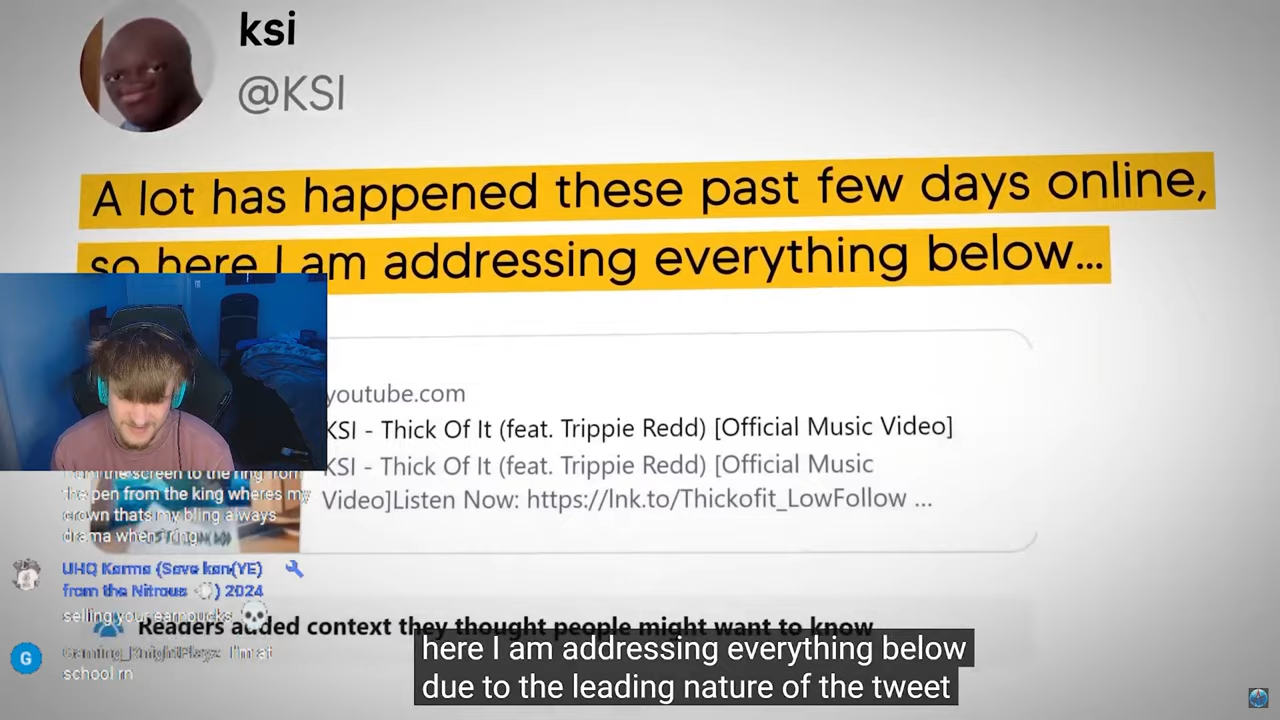 ksi
@KSI
A lot has happened these past few days online,
so here I am addressing everything below...
youtube.com
KSI - Thick Of It (feat. Trippie Redd) [Official Music Video]
KSI - Thick Of It (feat. Trippie Redd) [Official Music
Video]Listen Now: https://lnk.to/Thickofit_LowFollow ...
the screen to the ring from
the pen from the king wheres my
crown thats my bling always
drama when I ring
UHQ Karma (Save kan(YE)
from the Nitrous ) 2024
selling your earnpucks
Readers added context they thought people might want to know
G
Gaming_KnightPlayz I'm at
school rn
here I am addressing everything below
due to the leading nature of the tweet